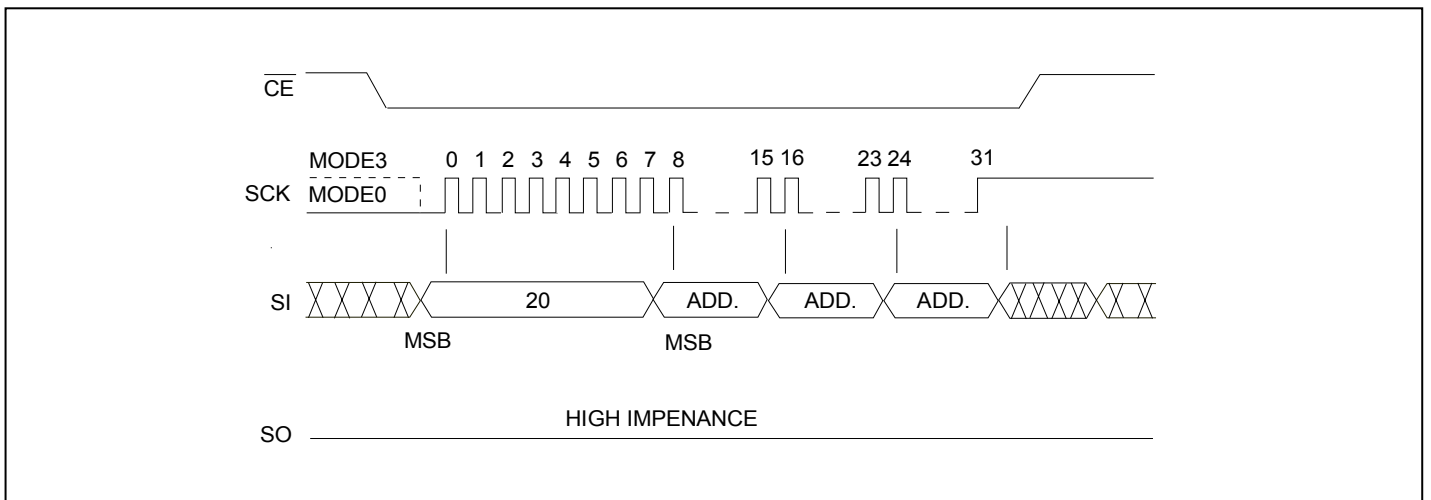 CE
MODE3 0 1 2 3 4 5 6 7 8 15 16 23 24 31
SCK MODE0
SI 20 ADD. ADD. ADD.
MSB MSB
HIGH IMPENANCE
SO